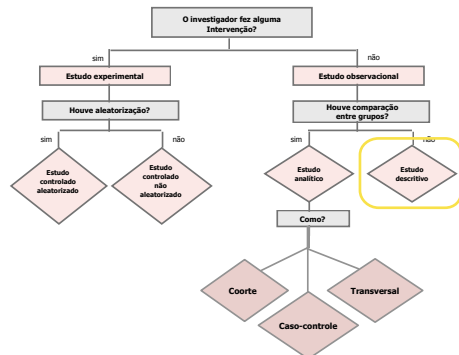 O investigador fez alguma
Intervenção?
sim
não
Estudo experimental
Estudo observacional
Houve aleatorização?
Houve comparação
entre grupos?
sim
não
sim
não
Estudo
controlado
aleatorizado
Estudo
controlado
não
aleatorizado
Estudo
analítico
Estudo
descritivo
Como?
Coorte
Transversal
Caso-controle